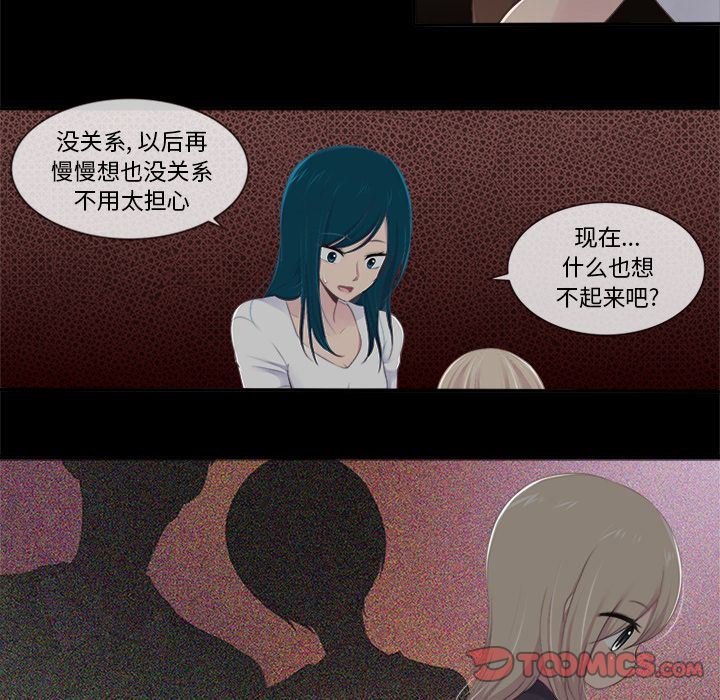 没关系, 以后再
慢慢想也没关系
不用太担心
现在...
什么也想
不起来吧?
TOOMICS.COM